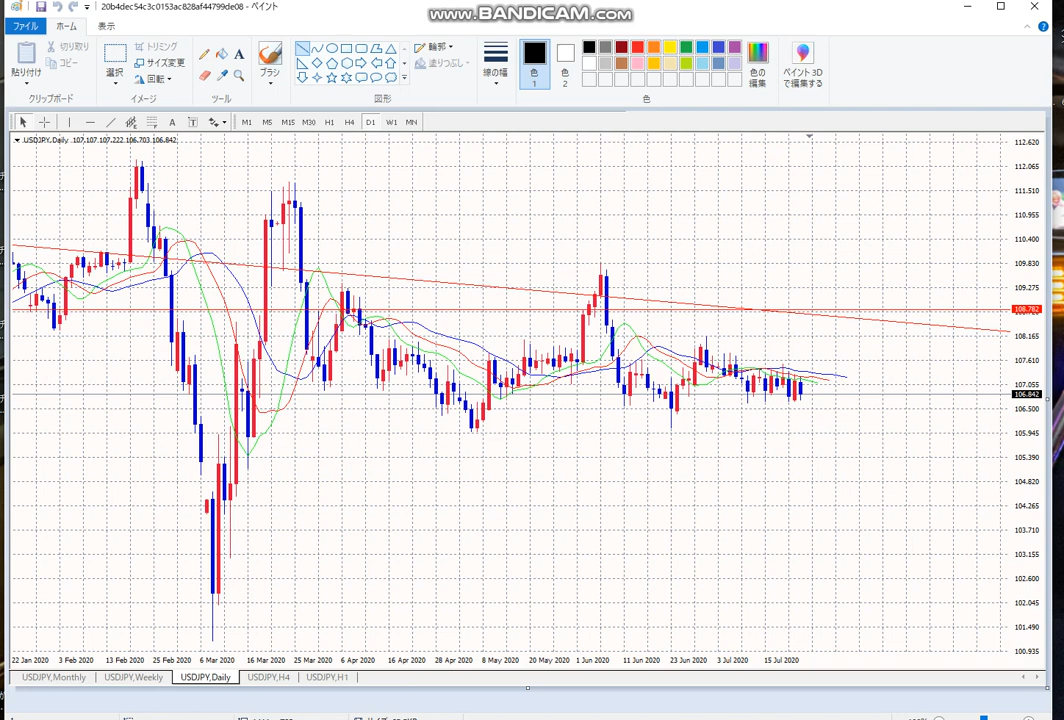 20b4dec54c3c0153ac828af44799de08 - ペイント
www.BANDICAM.com
ファイル ホーム 表示
貼り付け 切り取り コピー
選択 トリミング サイズ変更 回転
A
ブラシ
輪郭 塗りつぶし
線の幅
色 1
色 2
色の編集
ペイント 3D で編集する
クリップボード イメージ ツール 図形 色
A T M1 M5 M15 M30 H1 H4 D1 W1 MN
USDJPY,Daily 107.107 107.222 106.703 106.842
112.620
112.065
111.510
110.955
110.400
109.830
109.275
108.782
108.165
107.610
107.055
106.842
106.500
105.945
105.390
104.820
104.265
103.710
103.155
102.600
102.045
101.490
100.935
22 Jan 2020 3 Feb 2020 13 Feb 2020 25 Feb 2020 6 Mar 2020 16 Mar 2020 25 Mar 2020 6 Apr 2020 16 Apr 2020 28 Apr 2020 8 May 2020 20 May 2020 1 Jun 2020 11 Jun 2020 23 Jun 2020 3 Jul 2020 15 Jul 2020
USDJPY,Monthly USDJPY,Weekly USDJPY,Daily USDJPY,H4 USDJPY,H1